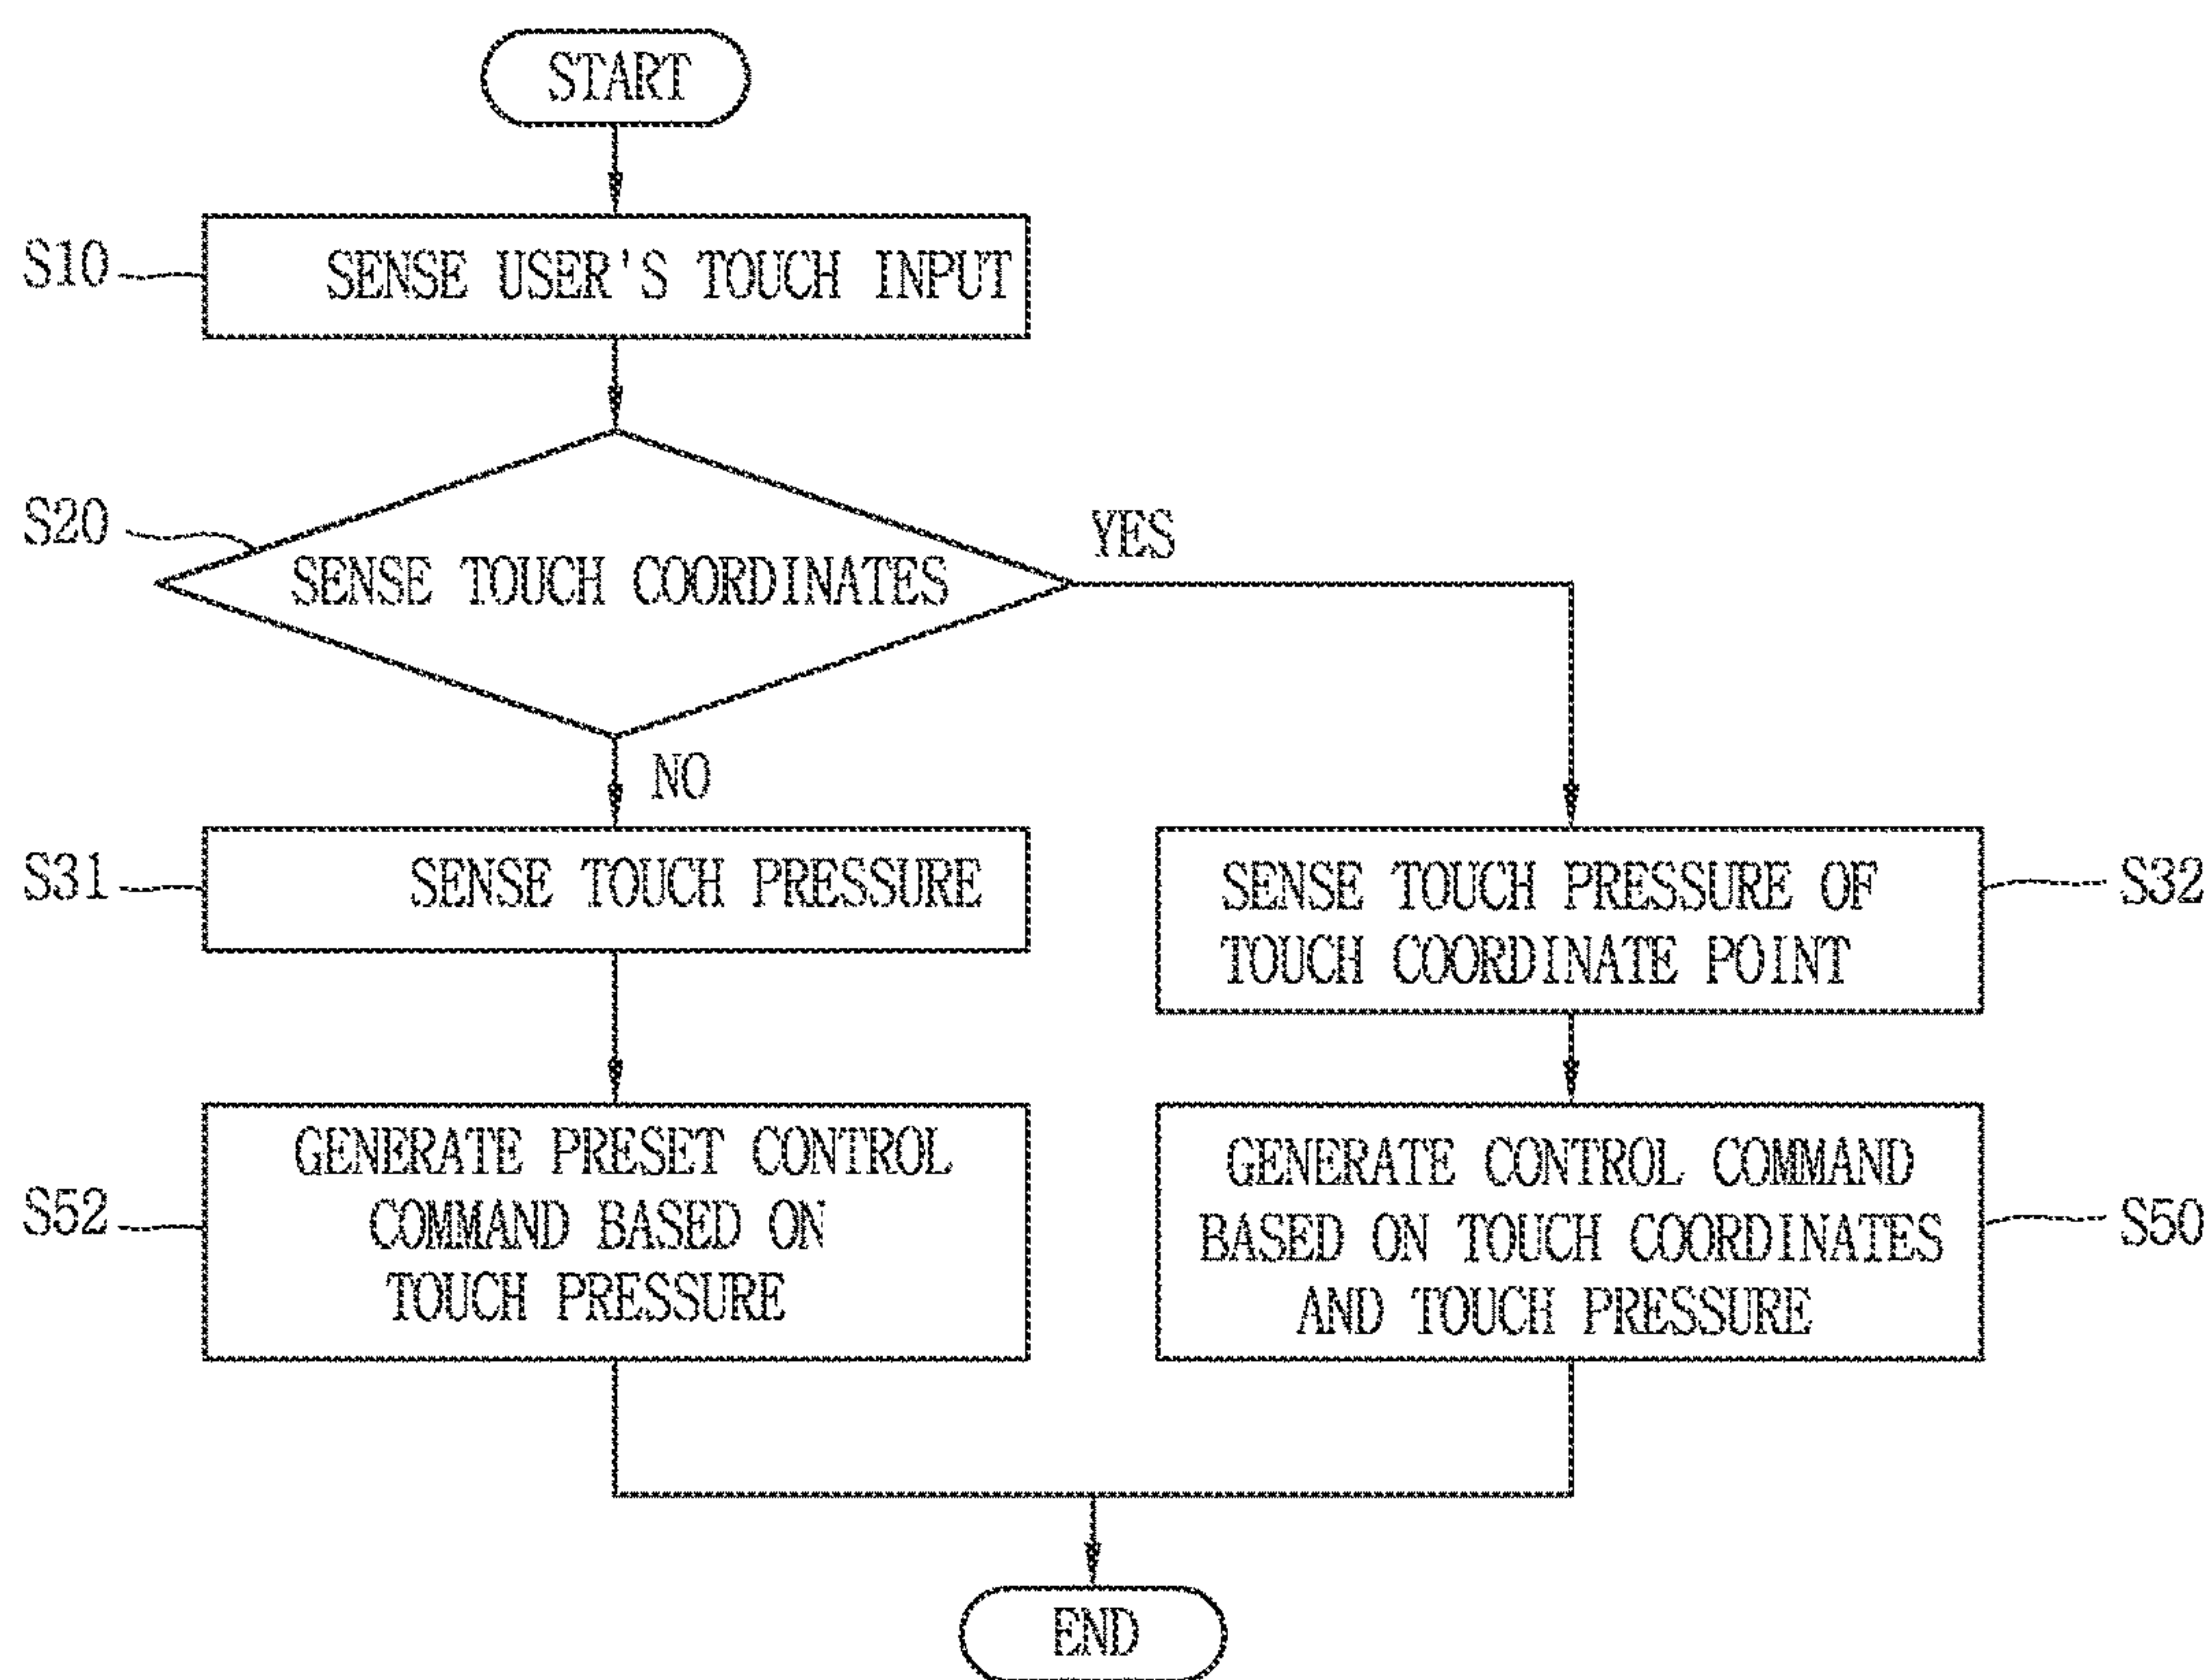 START
S10
SENSE USER'S TOUCH INPUT
S20
SENSE TOUCH COORDINATES
YES
NO
S31
SENSE TOUCH PRESSURE
SENSE TOUCH PRESSURE OF
TOUCH COORDINATE POINT
S32
S52
GENERATE PRESET CONTROL
COMMAND BASED ON
TOUCH PRESSURE
GENERATE CONTROL COMMAND
BASED ON TOUCH COORDINATES
AND TOUCH PRESSURE
S50
END